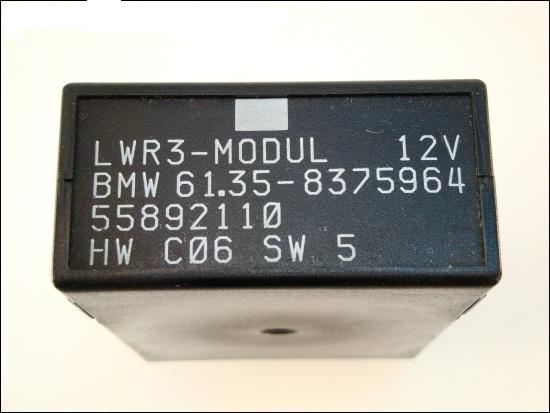 LWR3-MODUL 12V
BMW 61.35-8375964
55892110
HW C06 SW 5